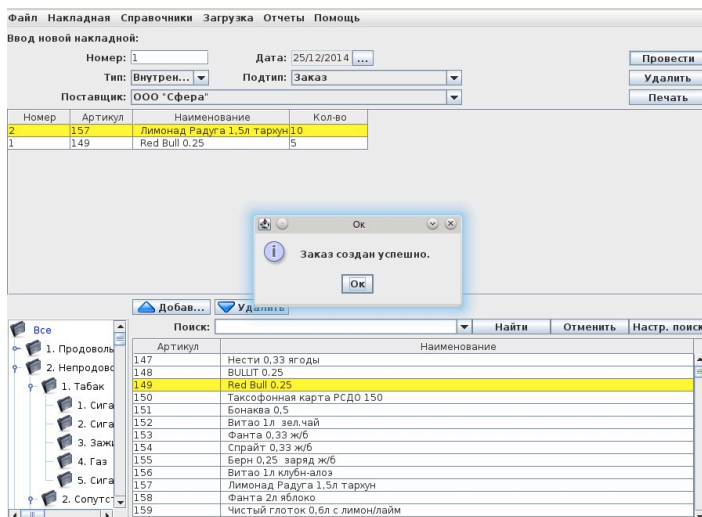 Файл Накладная Справочники Загрузка Отчеты Помощь
Ввод новой накладной:
Номер: 1 Дата: 25/12/2014 ... Провести
Тип: Внутрен... Подтип: Заказ Удалить
Поставщик: ООО "Сфера" Печать
Номер Артикул Наименование Кол-во
2 157 Лимонад Радуга 1,5л тархун 10
1 149 Red Bull 0.25 5
Ок
Заказ создан успешно.
Ок
Добав... Удалить
Поиск: Найти Отменить Настр. поиск
Артикул Наименование
147 Нести 0,33 ягоды
148 BULLIT 0.25
149 Red Bull 0.25
150 Таксофонная карта РСДО 150
151 Бонаква 0,5
152 Витао 1л зел.чай
153 Фанта 0,33 ж/б
154 Спрайт 0,33 ж/б
155 Берн 0,25 заряд ж/б
156 Витао 1л клубн-алоэ
157 Лимонад Радуга 1,5л тархун
158 Фанта 2л яблоко
159 Чистый глоток 0,6л с лимон/лайм
Все
1. Продоволь
2. Непродовс
1. Табак
1. Сига
2. Сига
3. Зажи
4. Газ
5. Сига
2. Сопутст